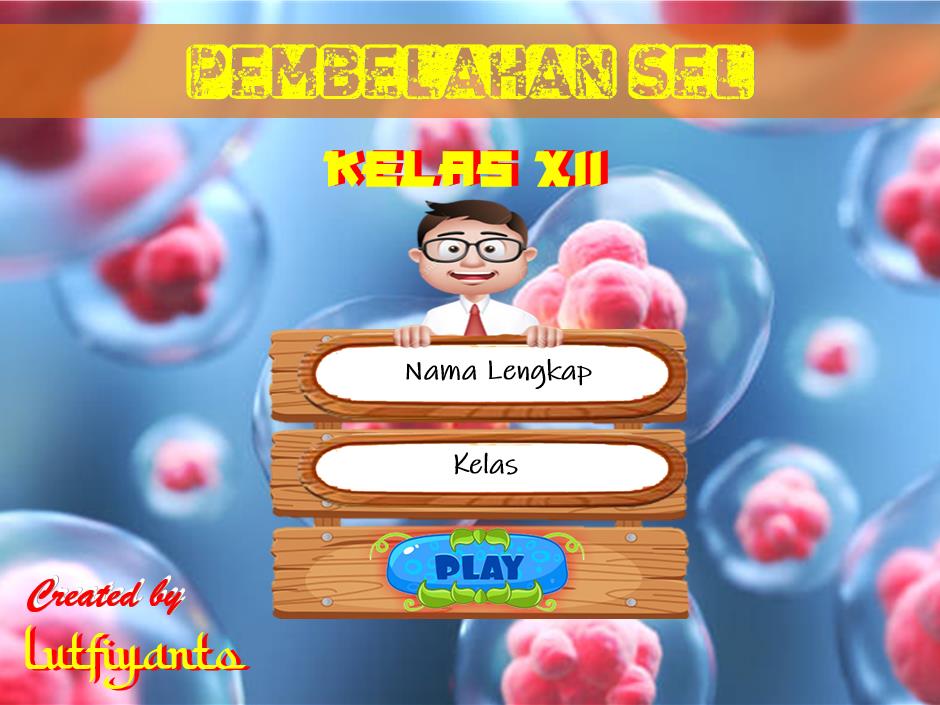 PEMBELAHAN SEL
KELAS XII
Nama Lengkap
Kelas
PLAY
Created by
Lutfiyanto